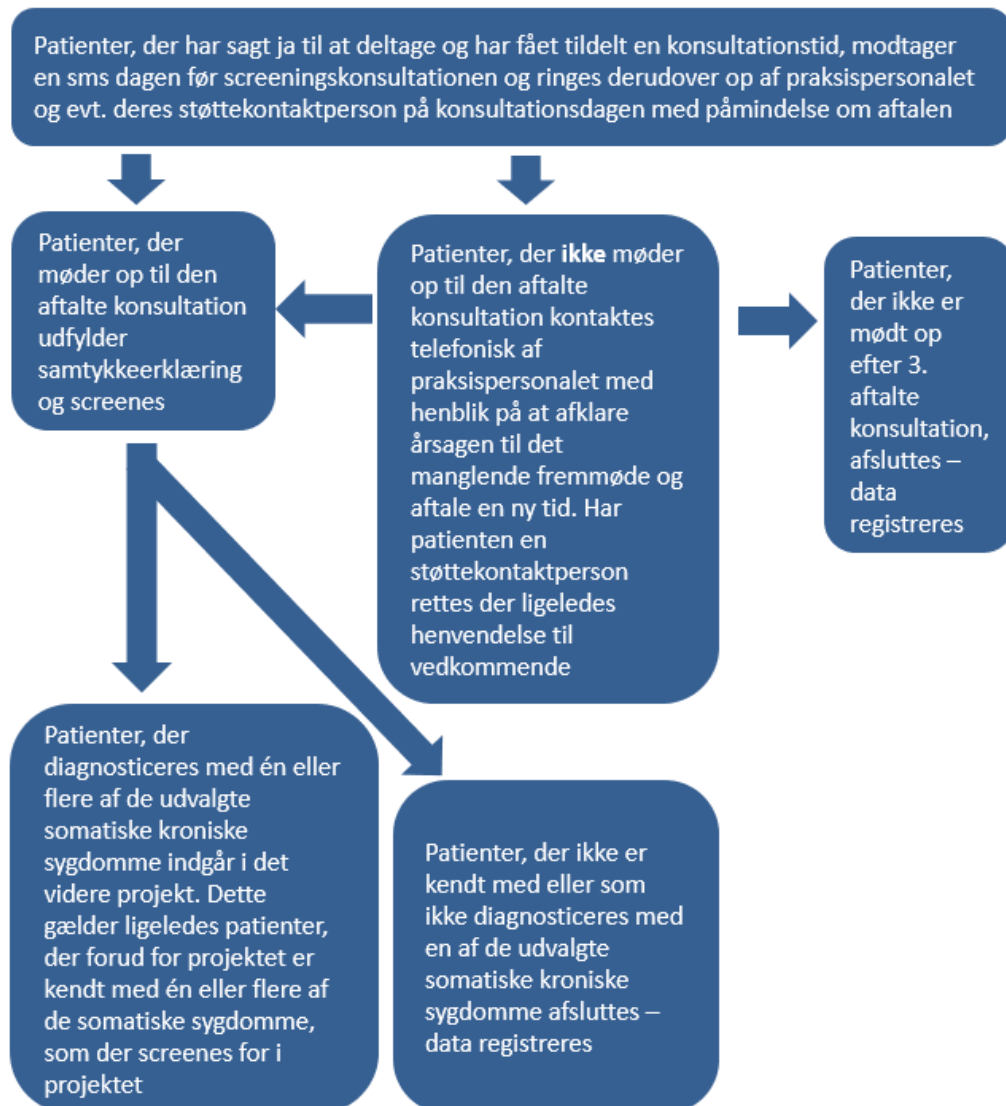 Patienter, der har sagt ja til at deltage og har fået tildelt en konsultationstid, modtager
en sms dagen før screeningskonsultationen og ringes derudover op af praksispersonalet
og evt. deres støttekontaktperson på konsultationsdagen med påmindelse om aftalen
Patienter, der
møder op til den
aftalte konsultation
udfylder
samtykkeerklæring
og screenes
Patienter, der ikke møder
op til den aftalte
konsultation kontaktes
telefonisk af
praksispersonalet med
henblik på at afklare
årsagen til det
manglende fremmøde og
aftale en ny tid. Har
patienten en
støttekontaktperson
rettes der ligeledes
henvendelse til
vedkommende
Patienter,
der ikke er
mødt op
efter 3.
aftalte
konsultation,
afsluttes –
data
registreres
Patienter, der
diagnosticeres med én eller
flere af de udvalgte
somatiske kroniske
sygdomme indgår i det
videre projekt. Dette
gælder ligeledes patienter,
der forud for projektet er
kendt med én eller flere af
de somatiske sygdomme,
som der screenes for i
projektet
Patienter, der ikke er
kendt med eller som
ikke diagnosticeres med
en af de udvalgte
somatiske kroniske
sygdomme afsluttes –
data registreres